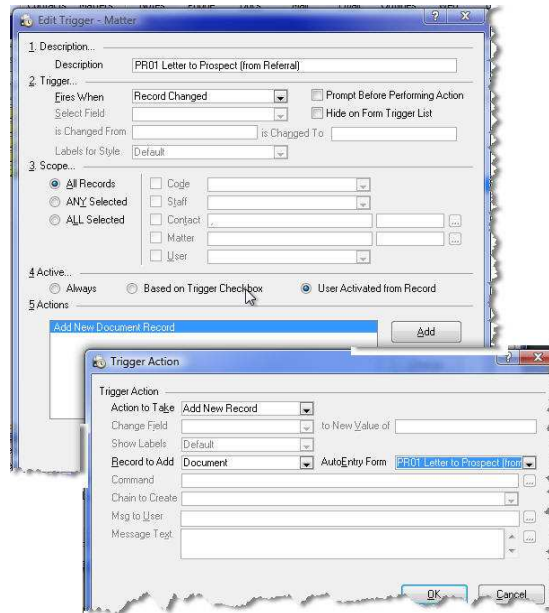 Edit Trigger - Matter
1. Description...
Description PR01 Letter to Prospect (from Referral)
2. Trigger...
Fires When Record Changed Prompt Before Performing Action
Select Field Hide on Form Trigger List
is Changed From is Changed To
Labels for Style Default
3. Scope...
All Records Code
ANY Selected Staff
ALL Selected Contact , ...
Matter ...
User
4 Active...
Always Based on Trigger Checkbox User Activated from Record
5 Actions
Add New Document Record Add
Trigger Action
Trigger Action
Action to Take Add New Record
Change Field to New Value of
Show Labels Default
Record to Add Document AutoEntry Form PR01 Letter to Prospect (from
Command ...
Chain to Create
Msg to User ...
Message Text ...
OK Cancel